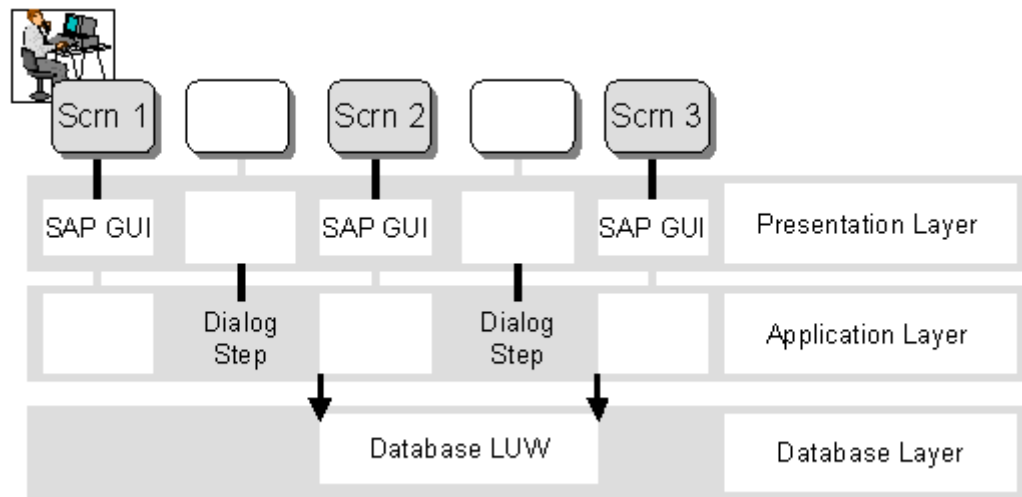 Scrn 1
Scrn 2
Scrn 3
SAP GUI
SAP GUI
SAP GUI
Presentation Layer
Dialog
Step
Dialog
Step
Application Layer
Database LUW
Database Layer